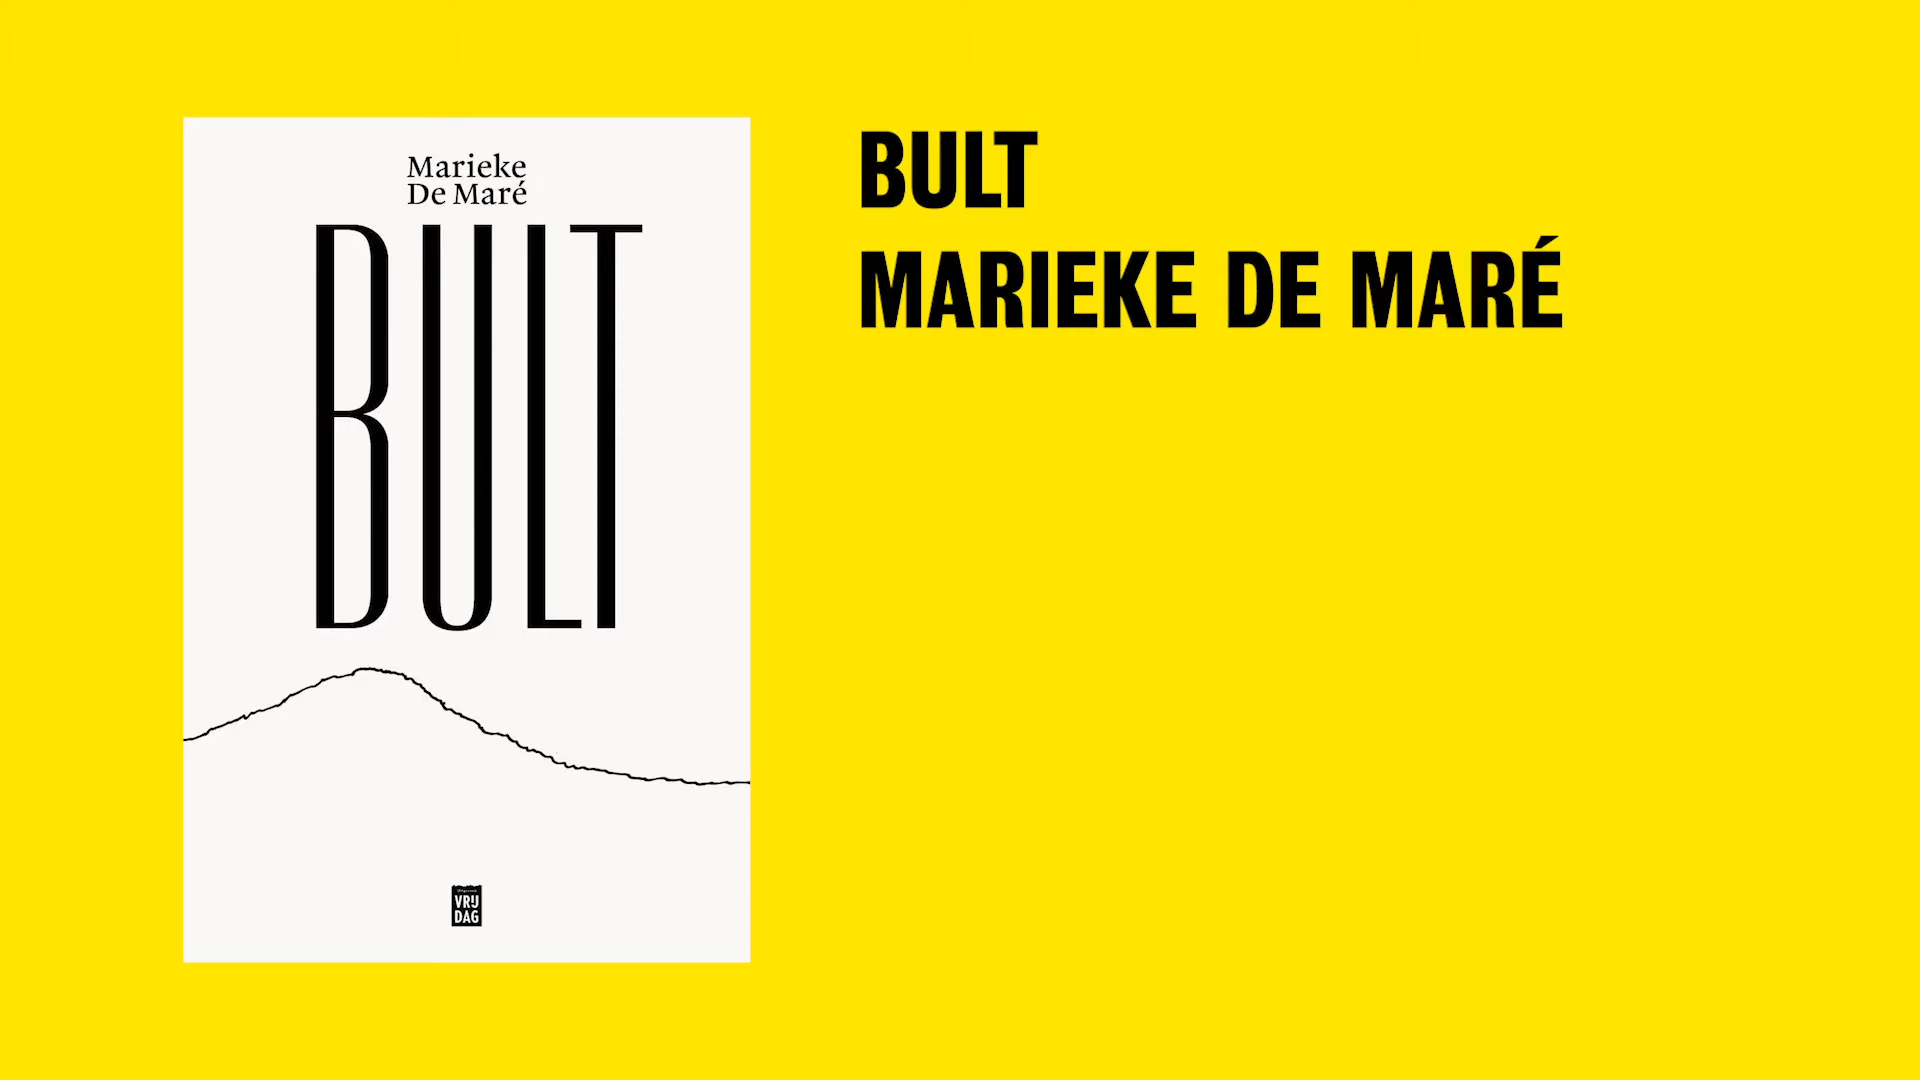 Marieke
De Maré
BULT
VRIJ
DAG
BULT
MARIEKE DE MARÉ